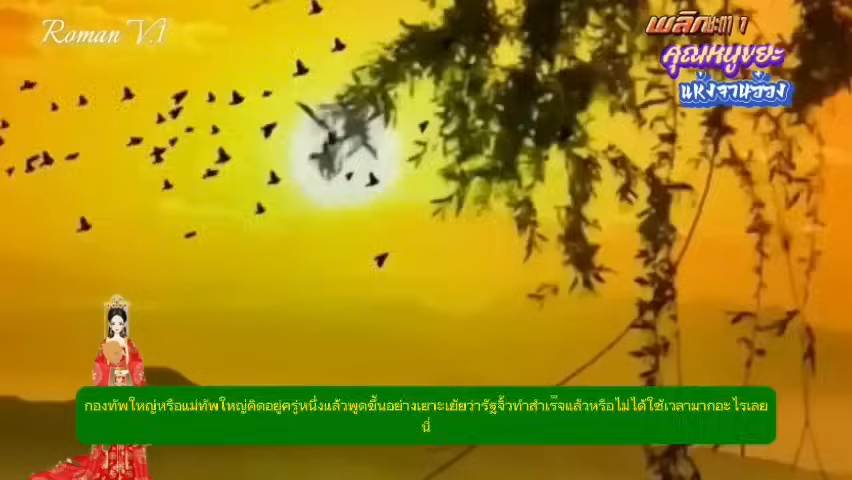 Roman V.1
พลิกชะตา 1
คุณหนูขยะ
แห่งจวนอ๋อง
กองทัพใหญ่หรือแม่ทัพใหญ่คิดอยู่ครู่หนึ่งแล้วพูดขึ้นอย่างเยาะเย้ยว่ารัฐจิ้วทำสำเร็จแล้วหรือไม่ได้ใช้เวลามากอะไรเลย
นี่